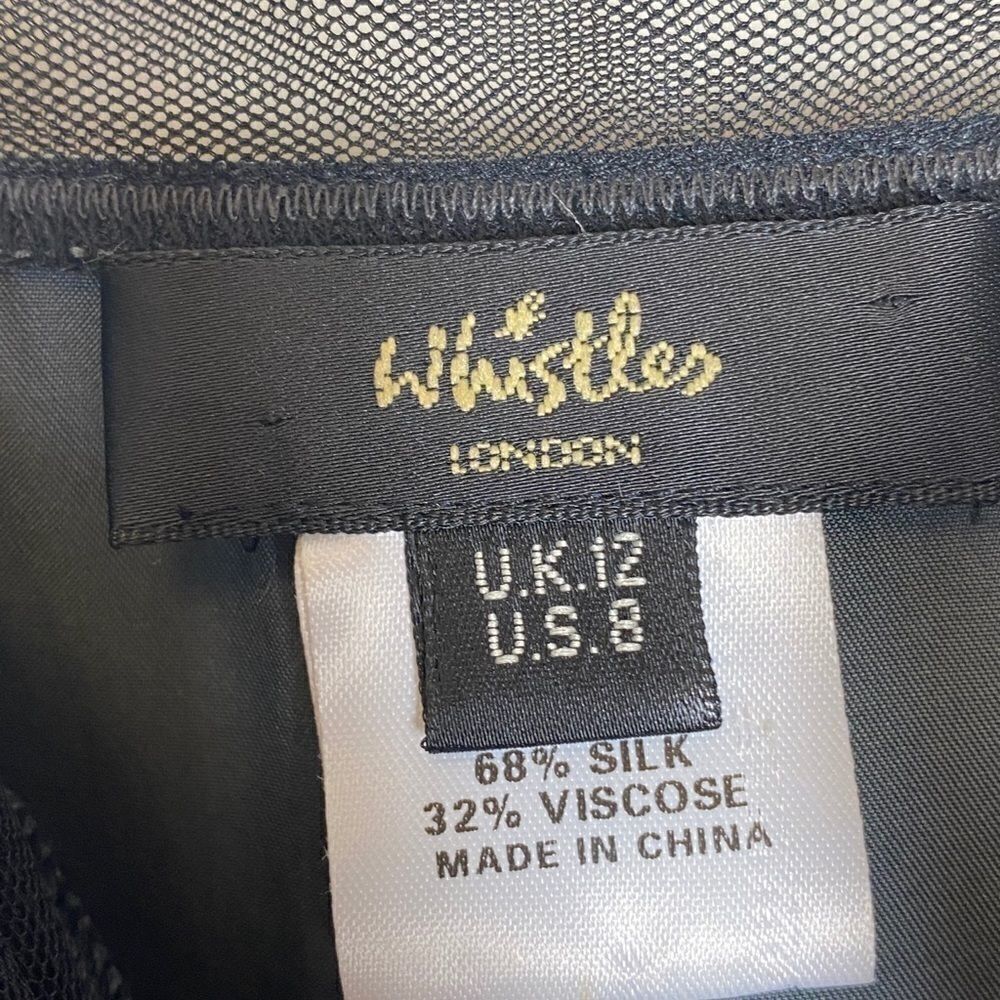 Whistles
LONDON
U.K.12
U.S.8
68% SILK
32% VISCOSE
MADE IN CHINA